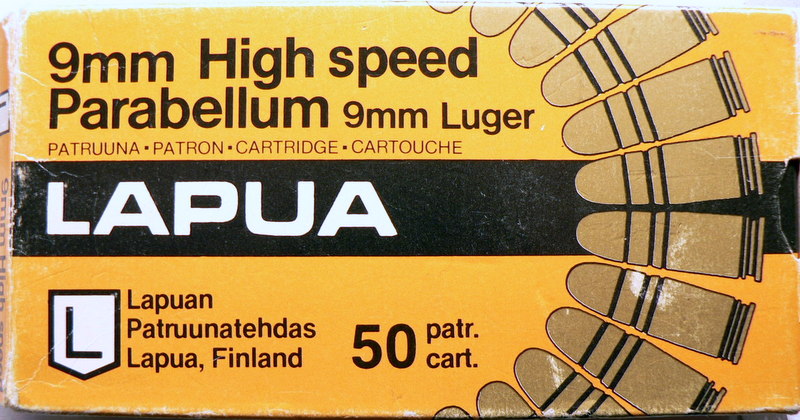 9mm High speed
Parabellum 9mm Luger
PATRUUNA • PATRON • CARTRIDGE • CARTOUCHE
LAPUA
L
Lapuan
Patruunatehdas
Lapua, Finland
50 patr.
cart.